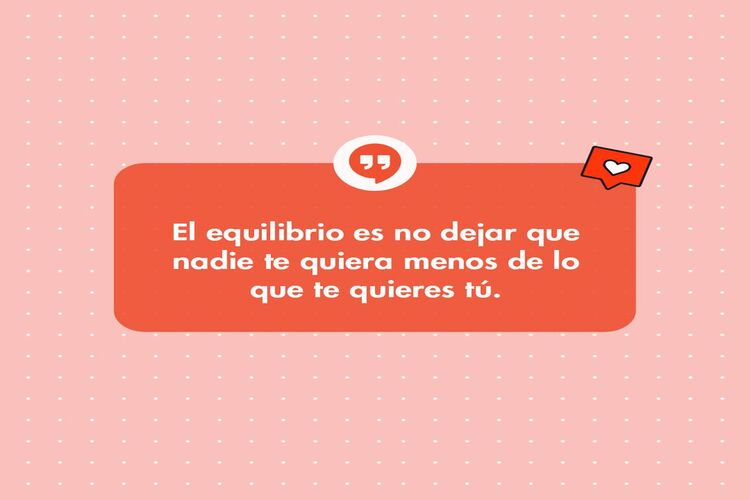 El equilibrio es no dejar que
nadie te quiera menos de lo
que te quieres tú.